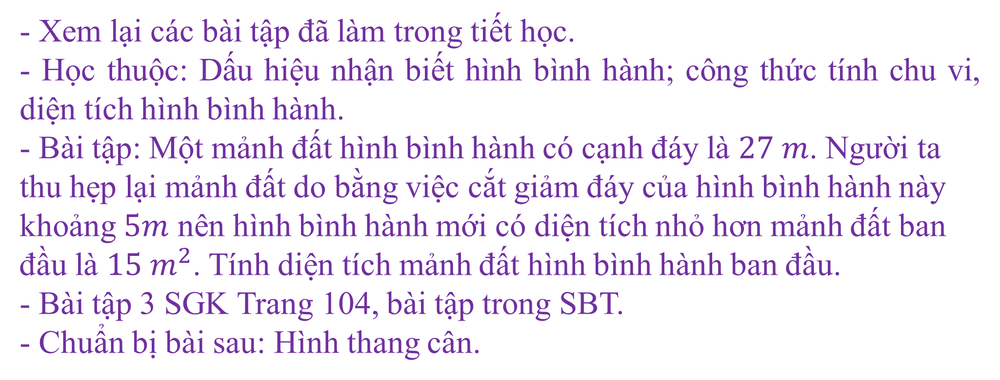 - Xem lại các bài tập đã làm trong tiết học.
- Học thuộc: Dấu hiệu nhận biết hình bình hành; công thức tính chu vi,
diện tích hình bình hành.
- Bài tập: Một mảnh đất hình bình hành có cạnh đáy là 27 m. Người ta
thu hẹp lại mảnh đất do bằng việc cắt giảm đáy của hình bình hành này
khoảng 5m nên hình bình hành mới có diện tích nhỏ hơn mảnh đất ban
đầu là 15 m². Tính diện tích mảnh đất hình bình hành ban đầu.
- Bài tập 3 SGK Trang 104, bài tập trong SBT.
- Chuẩn bị bài sau: Hình thang cân.